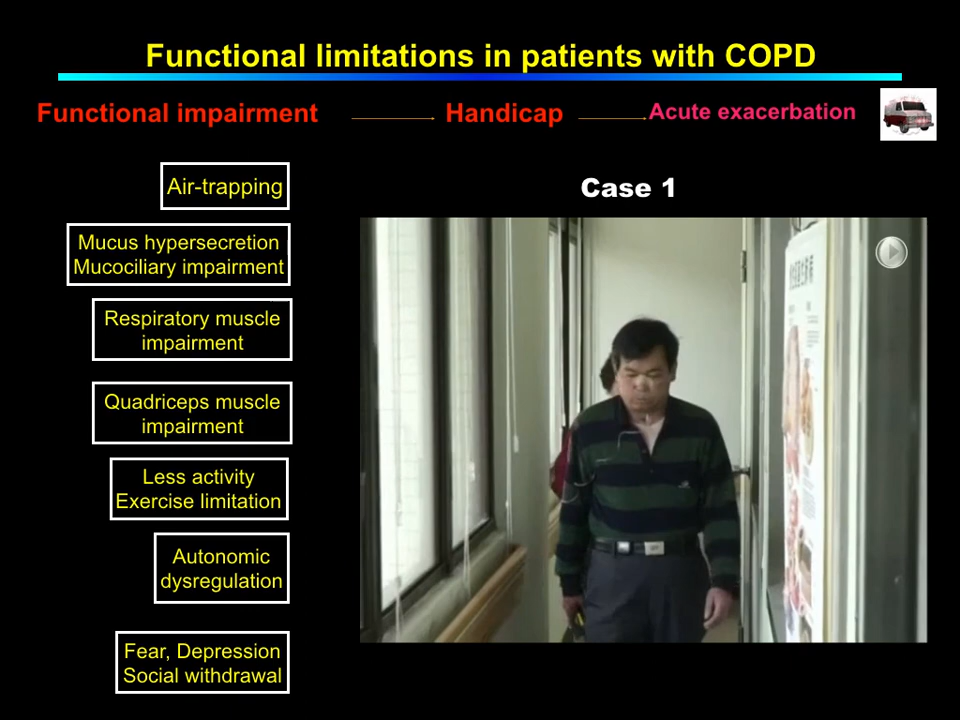 Functional limitations in patients with COPD
Functional impairment
Handicap
Acute exacerbation
Air-trapping
Mucus hypersecretion
Mucociliary impairment
Respiratory muscle
impairment
Quadriceps muscle
impairment
Less activity
Exercise limitation
Autonomic
dysregulation
Fear, Depression
Social withdrawal
Case 1